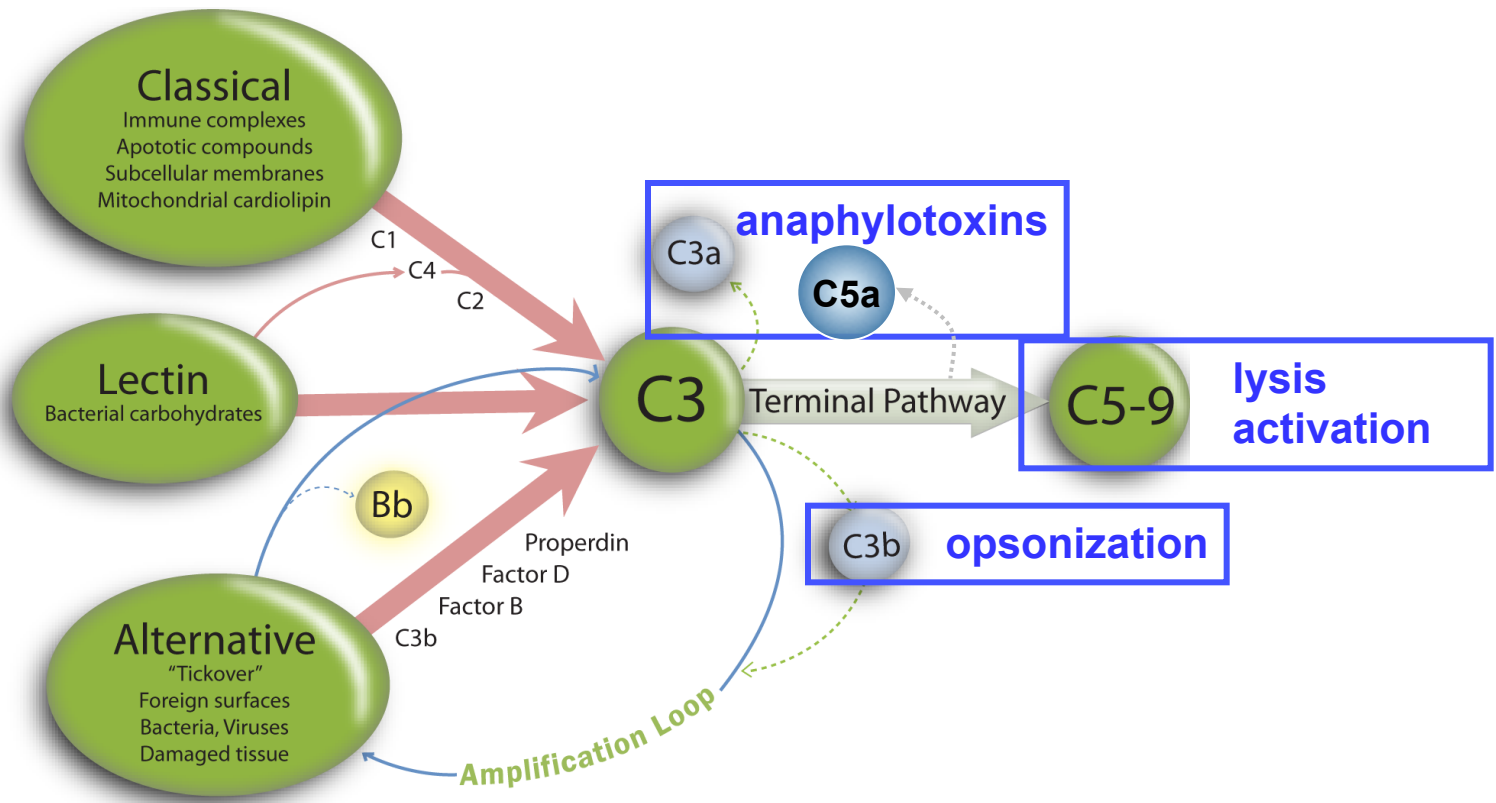 Classical
Immune complexes
Apoptotic compounds
Subcellular membranes
Mitochondrial cardiolipin
C1
C4
C2
Lectin
Bacterial carbohydrates
Bb
Properdin
Factor D
Factor B
C3b
Alternative
“Tickover”
Foreign surfaces
Bacteria, Viruses
Damaged tissue
Amplification Loop
C3
anaphylotoxins
C3a
C5a
Terminal Pathway
C5-9
lysis
activation
C3b
opsonization